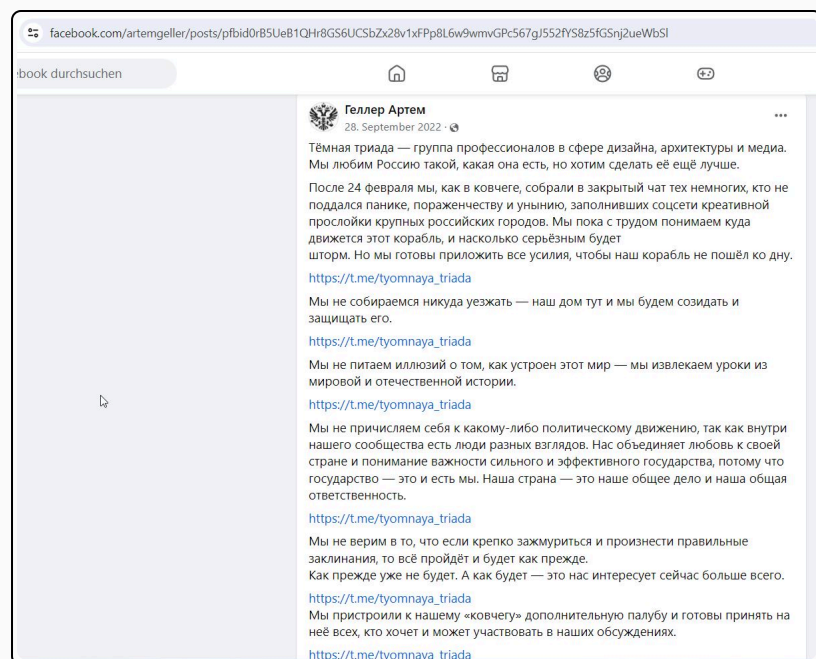 facebook.com/artemgeller/posts/pfbid0rB5UeB1QHr8GS6UCSbZx28v1xFPp8L6w9wmvGPc567gJ552fYS8z5fGSnj2ueWbSl
ebook durchsuchen
Геллер Артем
28. September 2022 ·
Тёмная триада — группа профессионалов в сфере дизайна, архитектуры и медиа.
Мы любим Россию такой, какая она есть, но хотим сделать её ещё лучше.
После 24 февраля мы, как в ковчеге, собрали в закрытый чат тех немногих, кто не
поддался панике, пораженчеству и унынию, заполнивших соцсети креативной
прослойки крупных российских городов. Мы пока с трудом понимаем куда
движется этот корабль, и насколько серьёзным будет
шторм. Но мы готовы приложить все усилия, чтобы наш корабль не пошёл ко дну.
https://t.me/tyomnaya_triada
Мы не собираемся никуда уезжать — наш дом тут и мы будем созидать и
защищать его.
https://t.me/tyomnaya_triada
Мы не питаем иллюзий о том, как устроен этот мир — мы извлекаем уроки из
мировой и отечественной истории.
https://t.me/tyomnaya_triada
Мы не причисляем себя к какому-либо политическому движению, так как внутри
нашего сообщества есть люди разных взглядов. Нас объединяет любовь к своей
стране и понимание важности сильного и эффективного государства, потому что
государство — это и есть мы. Наша страна — это наше общее дело и наша общая
ответственность.
https://t.me/tyomnaya_triada
Мы не верим в то, что если крепко зажмуриться и произнести правильные
заклинания, то всё пройдёт и будет как прежде.
Как прежде уже не будет. А как будет — это нас интересует сейчас больше всего.
https://t.me/tyomnaya_triada
Мы пристроили к нашему «ковчегу» дополнительную палубу и готовы принять на
неё всех, кто хочет и может участвовать в наших обсуждениях.
https://t.me/tyomnaya_triada